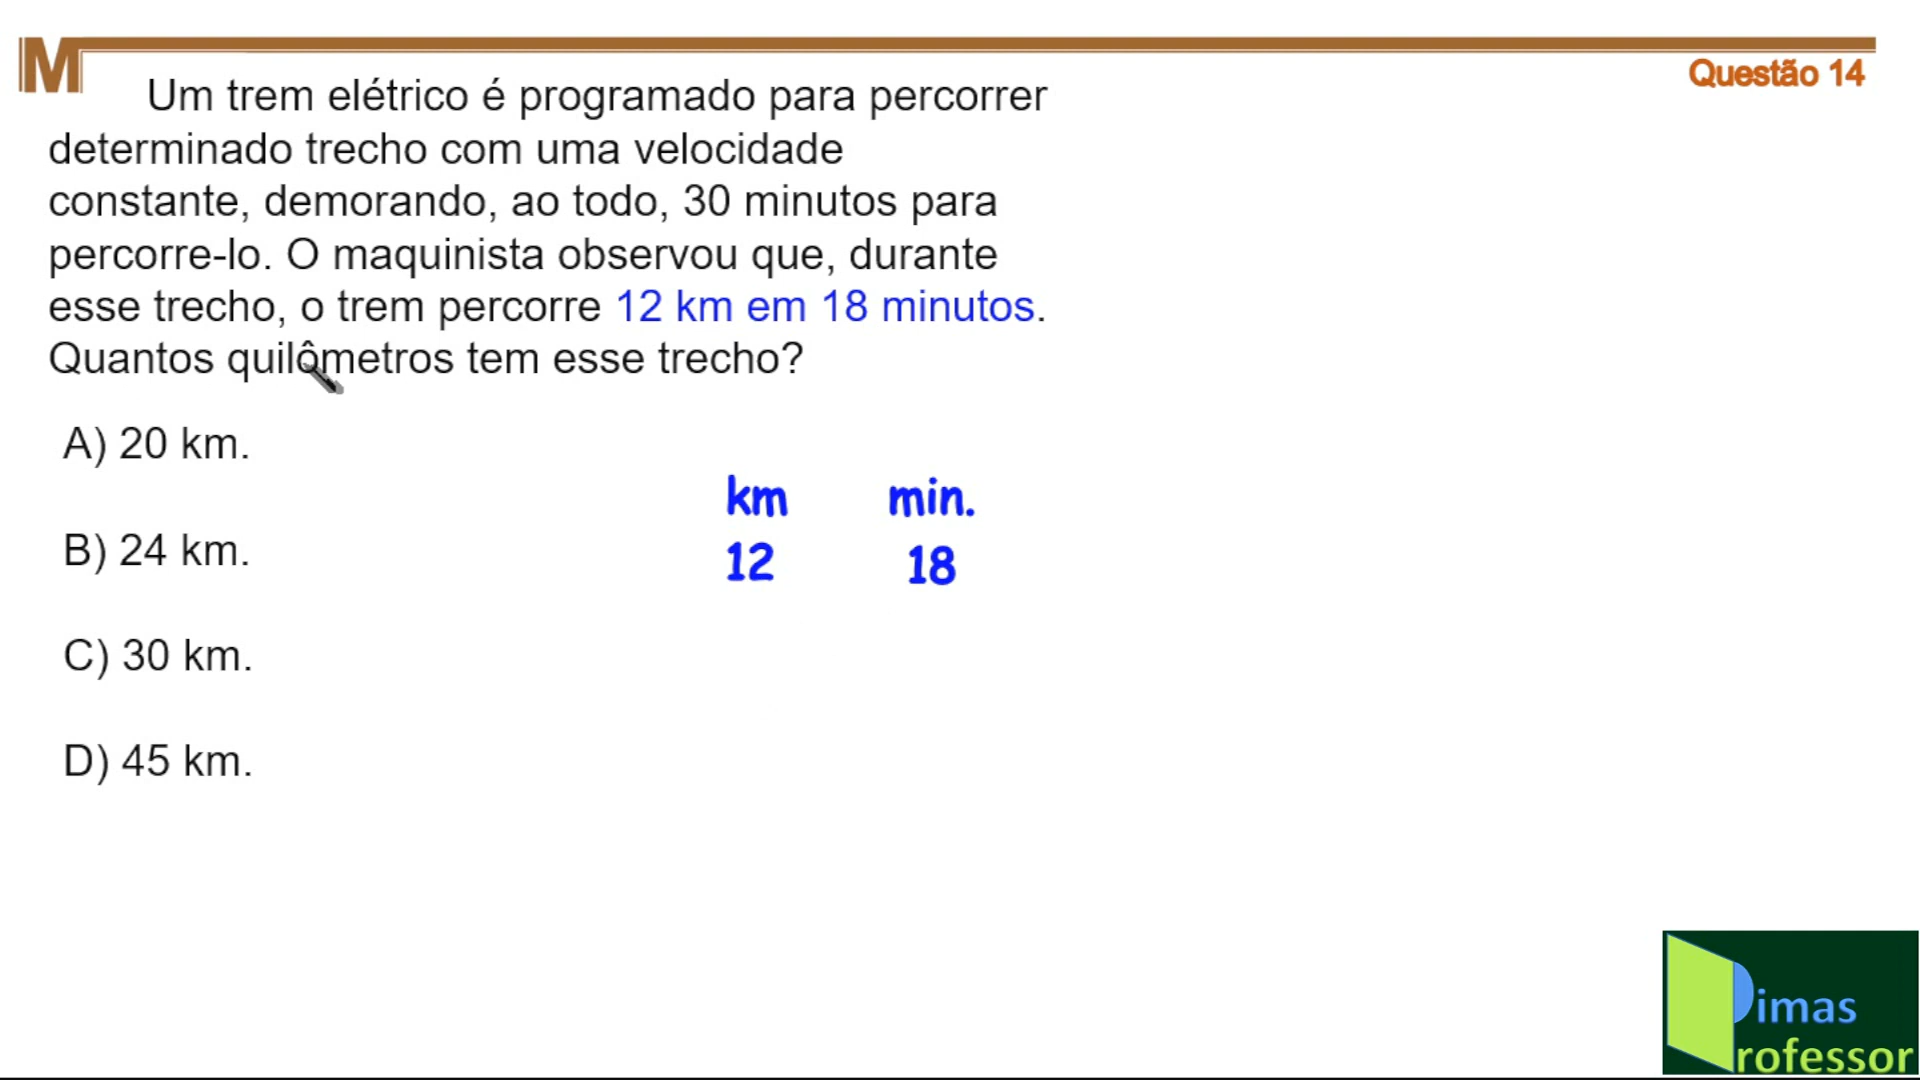 M
Questão 14
Um trem elétrico é programado para percorrer
determinado trecho com uma velocidade
constante, demorando, ao todo, 30 minutos para
percorre-lo. O maquinista observou que, durante
esse trecho, o trem percorre 12 km em 18 minutos.
Quantos quilômetros tem esse trecho?
A) 20 km.
B) 24 km.
C) 30 km.
D) 45 km.
km min.
12 18
Dimas
Professor